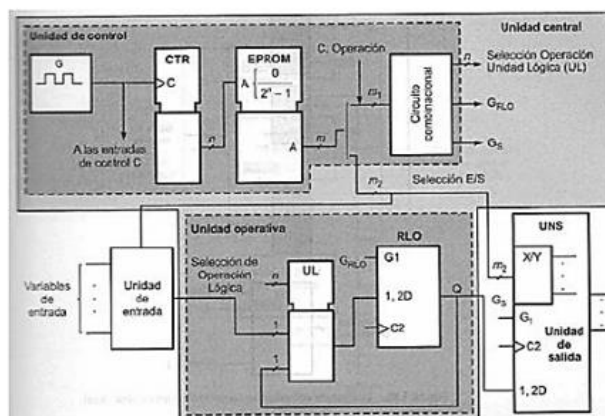 Unidad de control
Unidad central
G
CTR
C
EPROM
A
0
2ⁿ – 1
A
C. Operación
n
m
m₁
m₂
Circuito
combinacional
n
Selección Operación
Unidad Lógica (UL)
G_RLO
G_S
A las entradas
de control C
Selección E/S
Unidad operativa
Selección de
Operación
Lógica
n
1
1
UL
RLO
G_RLO
G1
1, 2D
C2
Q
Variables
de
entrada
Unidad
de
entrada
UNS
X/Y
m₂
G_S
G₁
C2
Unidad
de salida
1, 2D